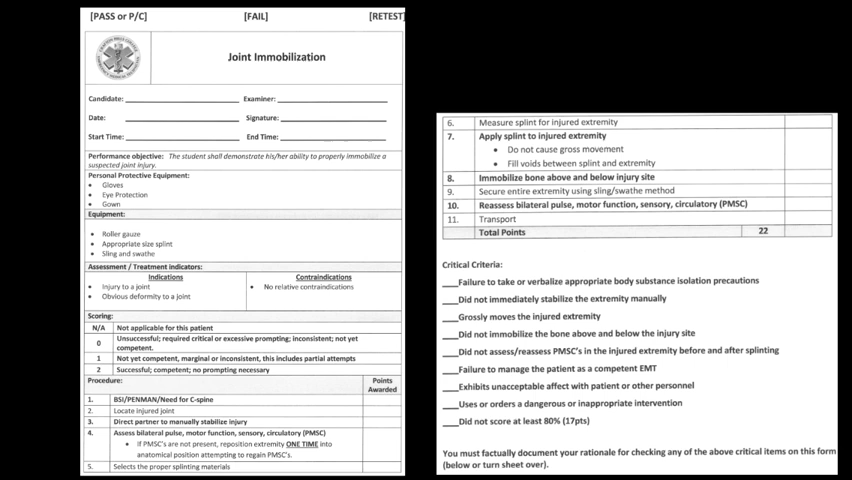 [PASS or P/C] [FAIL] [RETEST]
Joint Immobilization
Candidate: Examiner:
Date: Signature:
Start Time: End Time:
Performance objective: The student shall demonstrate his/her ability to properly immobilize a
suspected joint injury.
Personal Protective Equipment:
• Gloves
• Eye Protection
• Gown
Equipment:
• Roller gauze
• Appropriate size splint
• Sling and swathe
Assessment / Treatment indicators:
Indications
• Injury to a joint
• Obvious deformity to a joint
Contraindications
• No relative contraindications
Scoring:
N/A Not applicable for this patient
0 Unsuccessful; required critical or excessive prompting; inconsistent; not yet
competent.
1 Not yet competent, marginal or inconsistent, this includes partial attempts
2 Successful; competent; no prompting necessary
Procedure: Points
Awarded
1. BSI/PENMAN/Need for C-spine
2. Locate injured joint
3. Direct partner to manually stabilize injury
4. Assess bilateral pulse, motor function, sensory, circulatory (PMSC)
• If PMSC's are not present, reposition extremity ONE TIME into
anatomical position attempting to regain PMSC's.
5. Selects the proper splinting materials
6. Measure splint for injured extremity
7. Apply splint to injured extremity
• Do not cause gross movement
• Fill voids between splint and extremity
8. Immobilize bone above and below injury site
9. Secure entire extremity using sling/swathe method
10. Reassess bilateral pulse, motor function, sensory, circulatory (PMSC)
11. Transport
Total Points 22
Critical Criteria:
___Failure to take or verbalize appropriate body substance isolation precautions
___Did not immediately stabilize the extremity manually
___Grossly moves the injured extremity
___Did not immobilize the bone above and below the injury site
___Did not assess/reassess PMSC's in the injured extremity before and after splinting
___Failure to manage the patient as a competent EMT
___Exhibits unacceptable affect with patient or other personnel
___Uses or orders a dangerous or inappropriate intervention
___Did not score at least 80% (17pts)
You must factually document your rationale for checking any of the above critical items on this form
(below or turn sheet over).